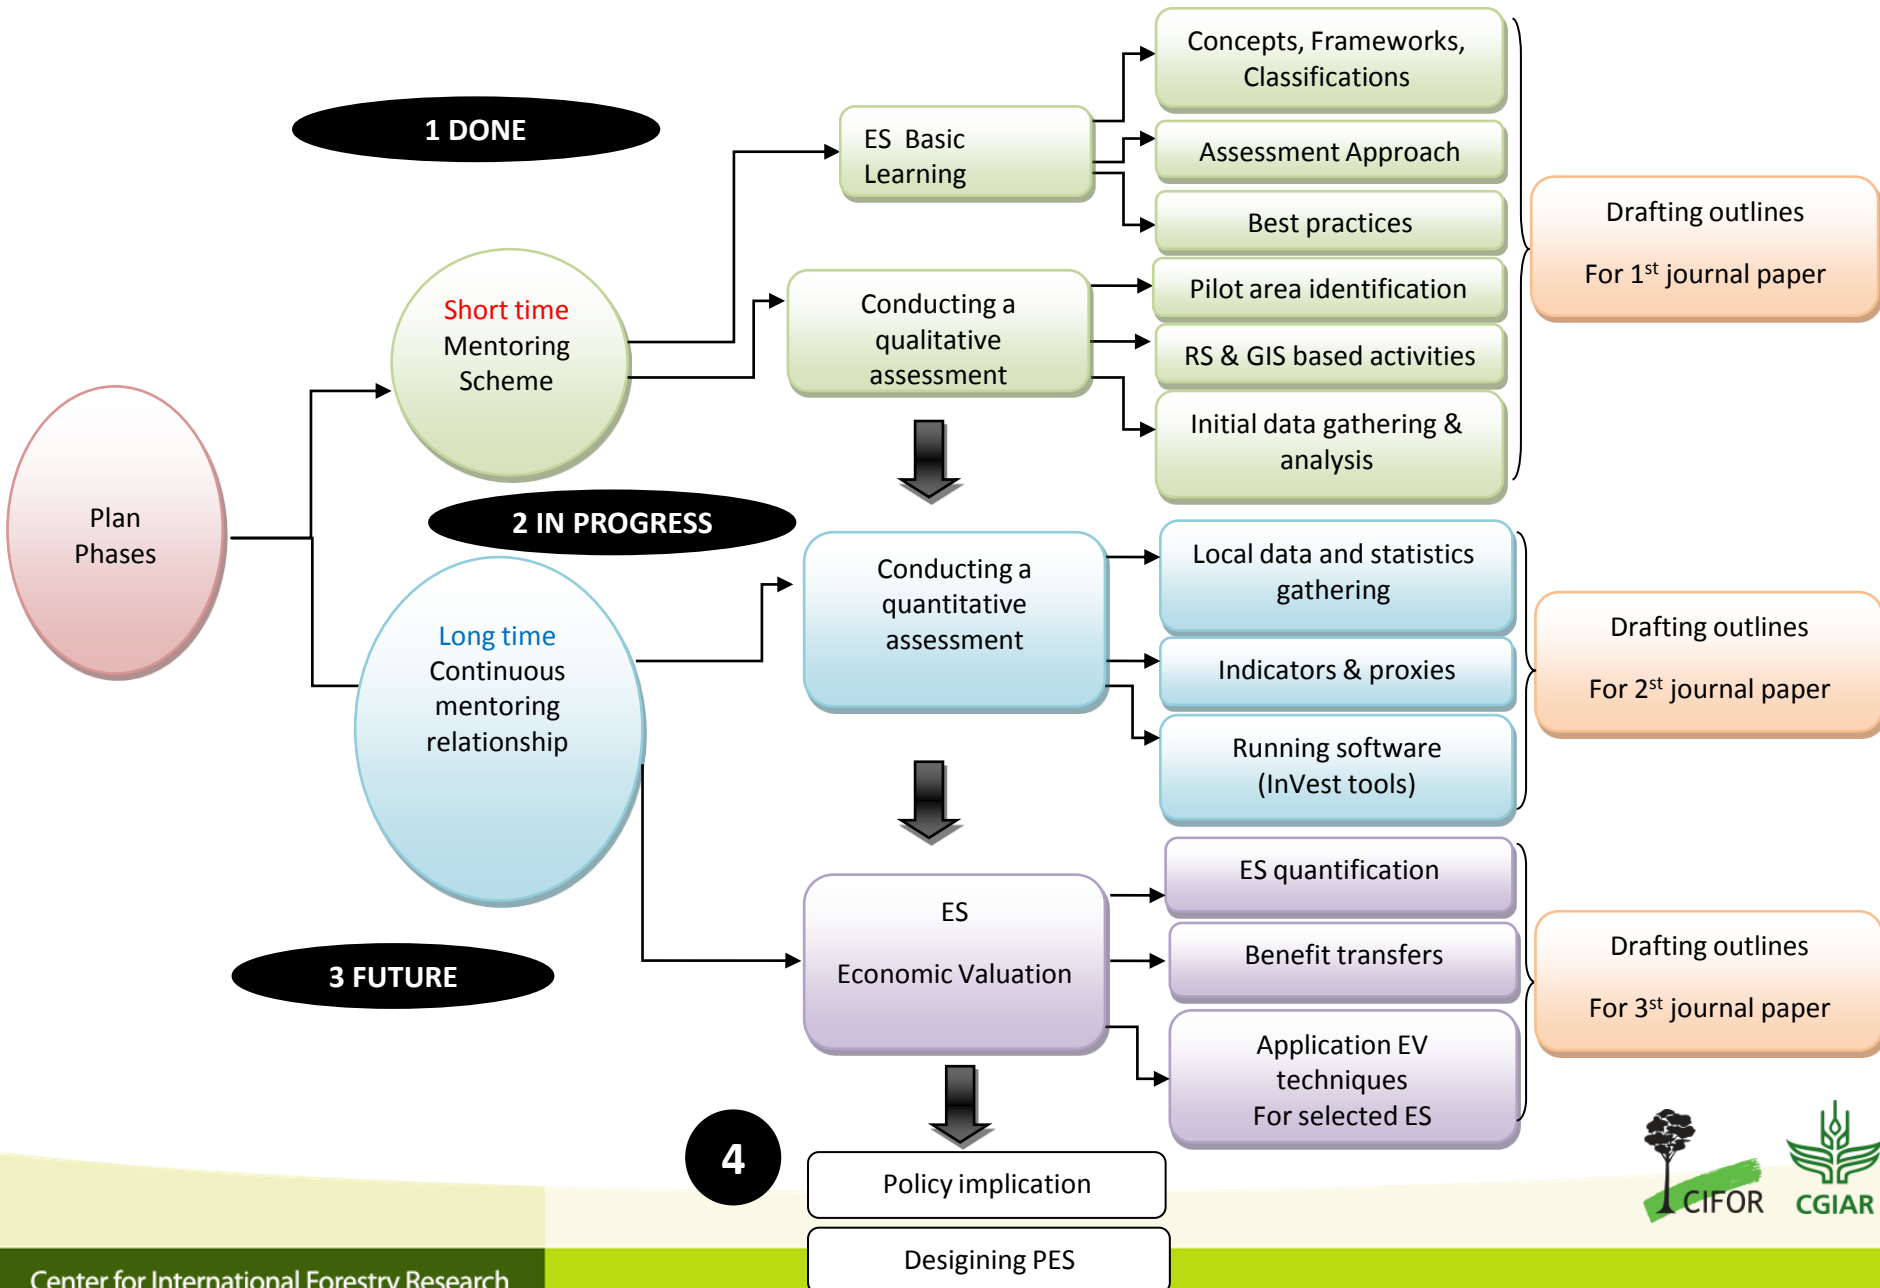 Concepts, Frameworks,
Classifications
1 DONE
ES Basic
Learning
Assessment Approach
Best practices
Drafting outlines
For 1st journal paper
Short time
Mentoring
Scheme
Conducting a
qualitative
assessment
Pilot area identification
RS & GIS based activities
Initial data gathering &
analysis
Plan
Phases
2 IN PROGRESS
Long time
Continuous
mentoring
relationship
Conducting a
quantitative
assessment
Local data and statistics
gathering
Indicators & proxies
Running software
(InVest tools)
Drafting outlines
For 2st journal paper
3 FUTURE
ES
Economic Valuation
ES quantification
Benefit transfers
Application EV
techniques
For selected ES
Drafting outlines
For 3st journal paper
4
Policy implication
Desigining PES
CIFOR
CGIAR
Center for International Forestry Research